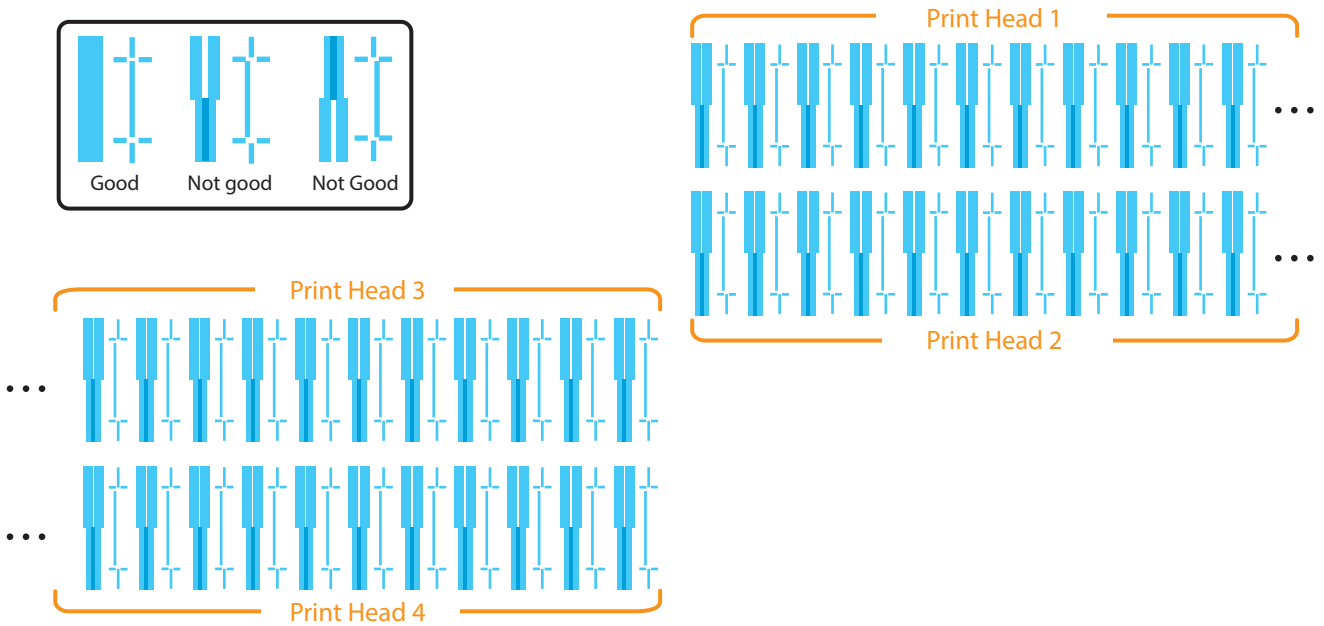 Good
Not good
Not Good
Print Head 1
Print Head 2
Print Head 3
Print Head 4